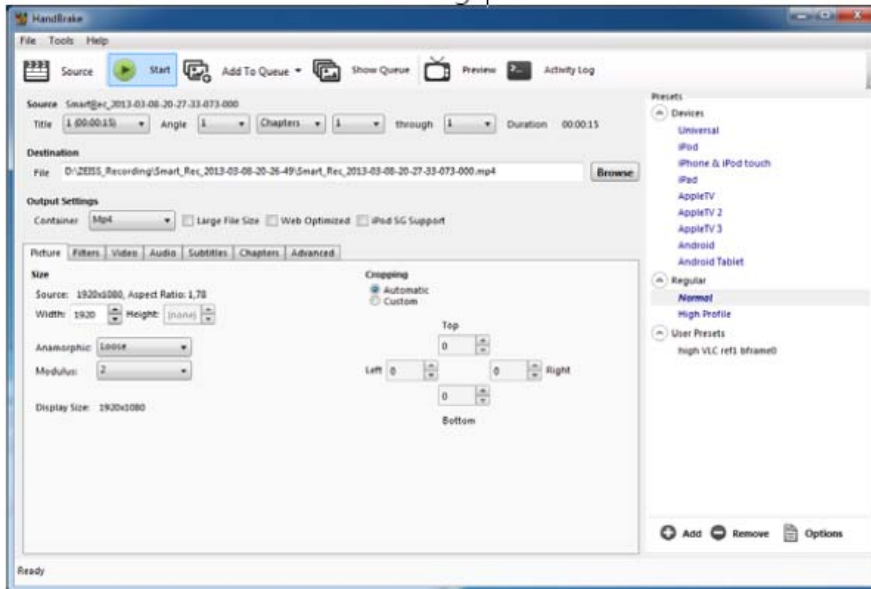 HandBrake
File Tools Help
Source Start Add To Queue Show Queue Preview Activity Log
Source SmartRec_2013-03-08-20-27-33-073-000
Title 1 (00:00:15) Angle 1 Chapters 1 through 1 Duration 00:00:15
Destination
File D:\ZEISS_Recording\Smart_Rec_2013-03-08-20-26-49\Smart_Rec_2013-03-08-20-27-33-073-000.mp4 Browse
Output Settings
Container Mp4 Large File Size Web Optimized iPod 5G Support
Picture Filters Video Audio Subtitles Chapters Advanced
Size
Source: 1920x1080, Aspect Ratio: 1,78
Width: 1920 Height: (none)
Anamorphic: Loose
Modulus: 2
Display Size: 1920x1080
Cropping
Automatic
Custom
Top
0
Left 0 0 Right
0
Bottom
Presets
Devices
Universal
iPod
iPhone & iPod touch
iPad
AppleTV
AppleTV 2
AppleTV 3
Android
Android Tablet
Regular
Normal
High Profile
User Presets
high VLC ref1 bframe0
Add Remove Options
Ready